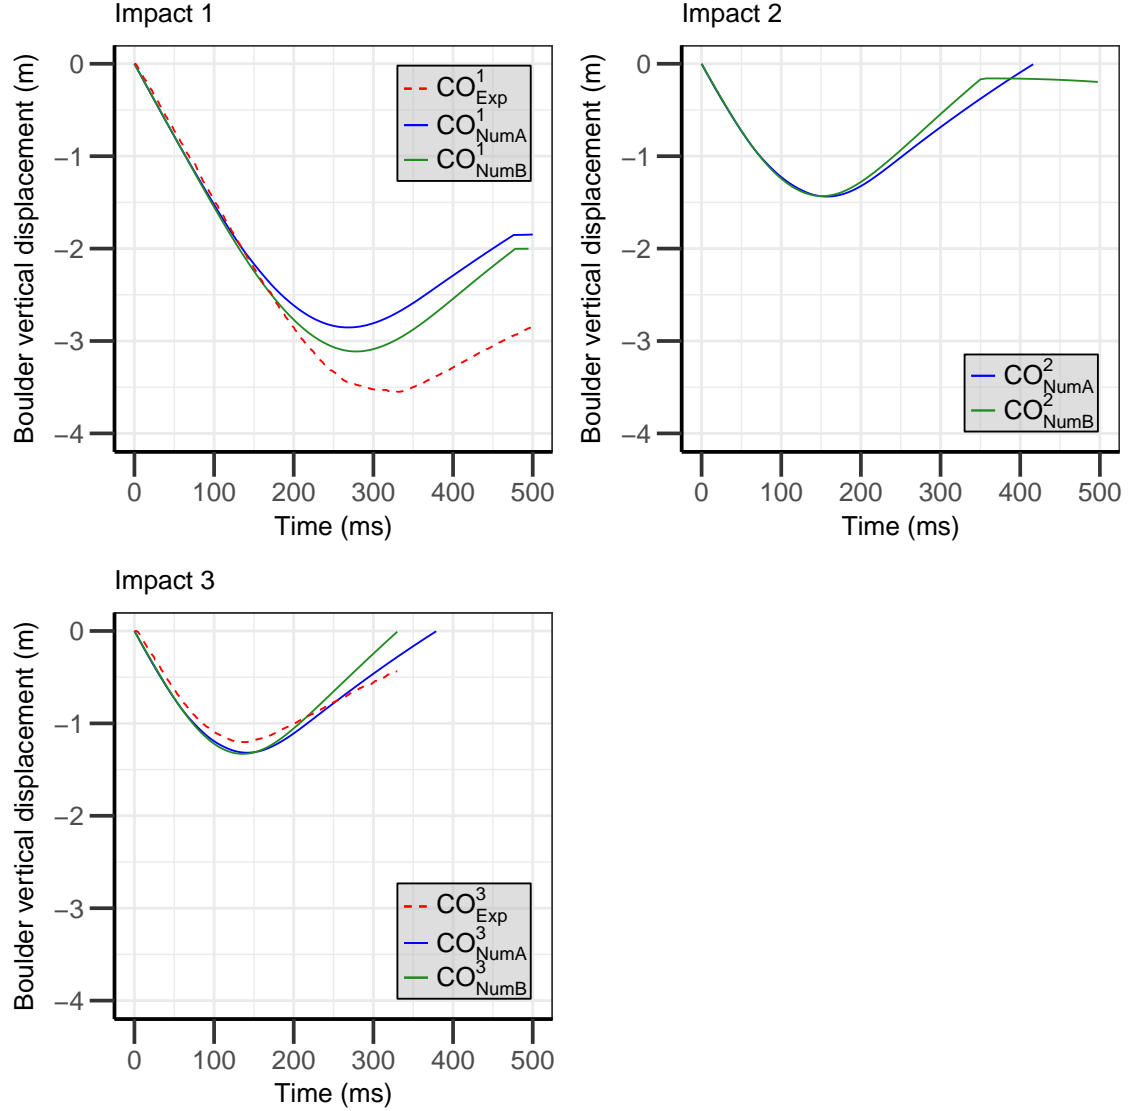 Impact 1
Boulder vertical displacement (m)
0
−1
−2
−3
−4
CO¹Exp
CO¹NumA
CO¹NumB
0 100 200 300 400 500
Time (ms)
Impact 2
Boulder vertical displacement (m)
0
−1
−2
−3
−4
CO²NumA
CO²NumB
0 100 200 300 400 500
Time (ms)
Impact 3
Boulder vertical displacement (m)
0
−1
−2
−3
−4
CO³Exp
CO³NumA
CO³NumB
0 100 200 300 400 500
Time (ms)